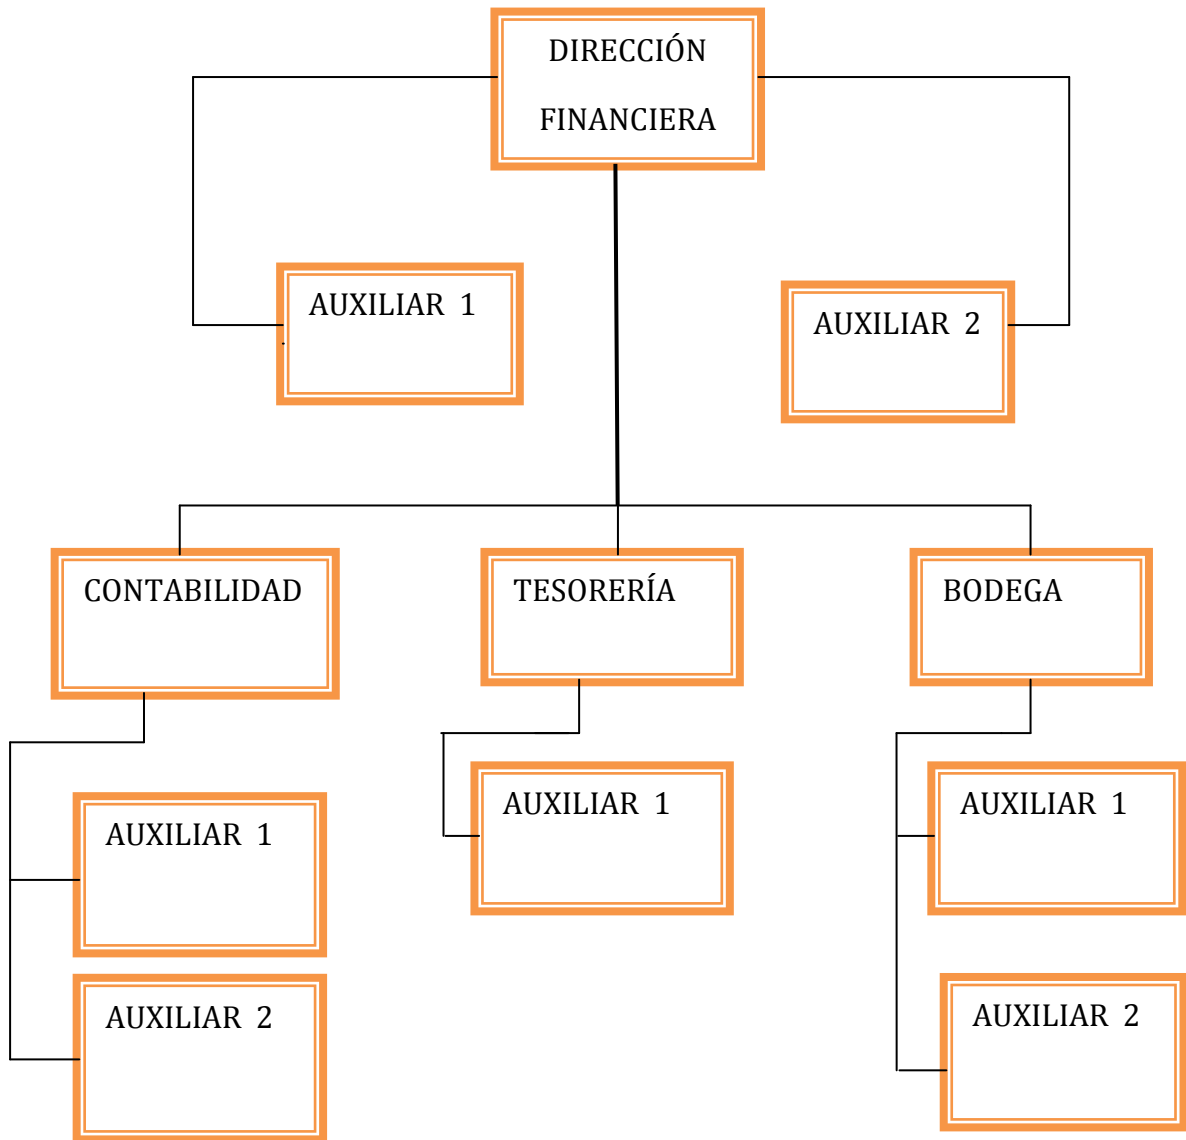 DIRECCIÓN
FINANCIERA
AUXILIAR 1
AUXILIAR 2
CONTABILIDAD
TESORERÍA
BODEGA
AUXILIAR 1
AUXILIAR 1
AUXILIAR 1
AUXILIAR 2
AUXILIAR 2